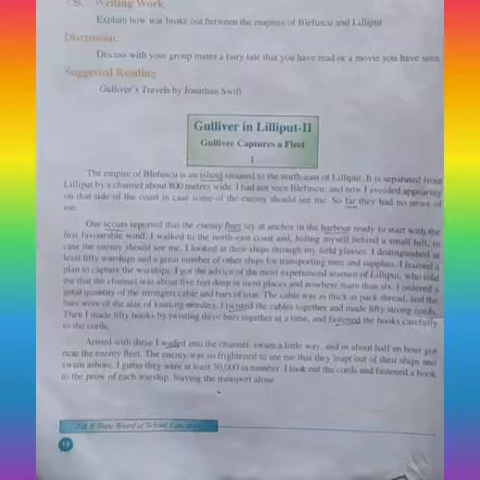 Writing Work
Explain how war broke out between the empires of Blefuscu and Lilliput
Discussion:
Discuss with your group mates a fairy tale that you have read or a movie you have seen
Suggested Reading
Gulliver's Travels by Jonathan Swift
Gulliver in Lilliput-II
Gulliver Captures a Fleet
I
The empire of Blefuscu is an island situated to the north-east of Lilliput. It is separated from
Lilliput by a channel about 800 metres wide. I had not seen Blefuscu; and now I avoided appearing
on that side of the coast in case some of the enemy should see me. So far they had no news of
me.
Our scouts reported that the enemy fleet lay at anchor in the harbour ready to start with the
first favourable wind. I walked to the north-east coast and, hiding myself behind a small hill, in
case the enemy should see me. I looked at their ships through my field glasses. I distinguished at
least fifty warships and a great number of other ships for transporting men and supplies. I framed a
plan to capture the warships. I got the advice of the most experienced seamen of Lilliput, who told
me that the channel was about five feet deep in most places and nowhere more than six. I ordered a
great quantity of the strongest cable and bars of iron. The cable was as thick as pack-thread, and the
bars were of the size of knitting-needles. I twisted the cables together and made fifty strong cords.
Then I made fifty hooks by twisting three bars together at a time, and fastened the hooks carefully
to the cords.
Armed with these I waded into the channel, swam a little way, and in about half an hour got
near the enemy fleet. The enemy was so frightened to see me that they leapt out of their ships and
swam ashore. I guess they were at least 30,000 in number. I took out the cords and fastened a hook
to the prow of each warship, leaving the transport alone
J & K State Board of School Education